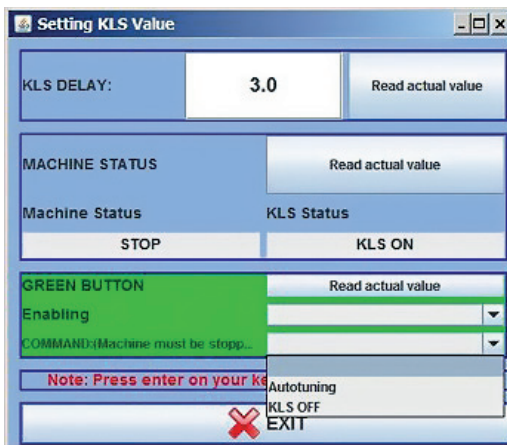 Setting KLS Value
KLS DELAY: 3.0 Read actual value
MACHINE STATUS Read actual value
Machine Status KLS Status
STOP KLS ON
GREEN BUTTON Read actual value
Enabling
COMMAND:(Machine must be stopp...
Note: Press enter on your ke
Autotuning
KLS OFF
EXIT